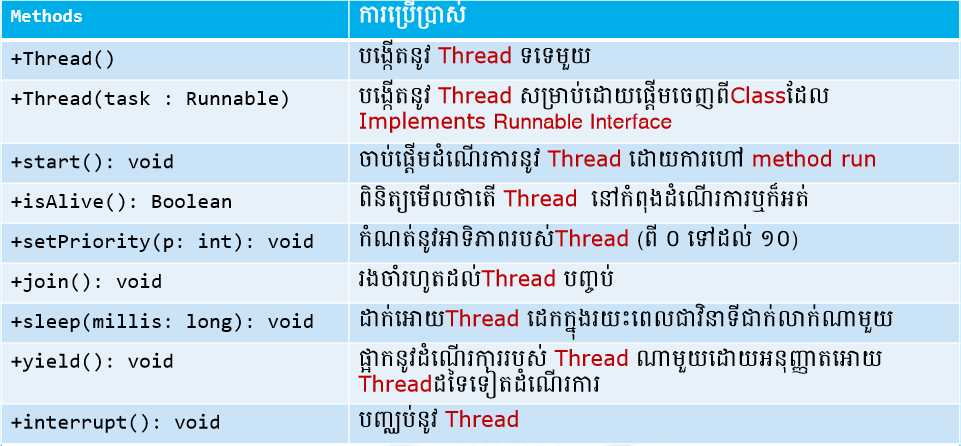 Methods ការប្រើប្រាស់
+Thread() បង្កើតនូវ Thread ទទេមួយ
+Thread(task : Runnable) បង្កើតនូវ Thread សម្រាប់ដោយផ្ដើមចេញពីClassដែល
Implements Runnable Interface
+start(): void ចាប់ផ្ដើមដំណើរការនូវ Thread ដោយការហៅ method run
+isAlive(): Boolean ពិនិត្យមើលថាតើ Thread នៅកំពុងដំណើរការឬក៏អត់
+setPriority(p: int): void កំណត់នូវអាទិភាពរបស់Thread (ពី ០ ទៅដល់ ១០)
+join(): void រងចាំរហូតដល់Thread បញ្ចប់
+sleep(millis: long): void ដាក់អោយThread ដេកក្នុងរយះពេលជាវិនាទីជាក់លាក់ណាមួយ
+yield(): void ផ្អាកនូវដំណើរការរបស់ Thread ណាមួយដោយអនុញ្ញាតអោយ
Threadដទៃទៀតដំណើរការ
+interrupt(): void បញ្ឈប់នូវ Thread